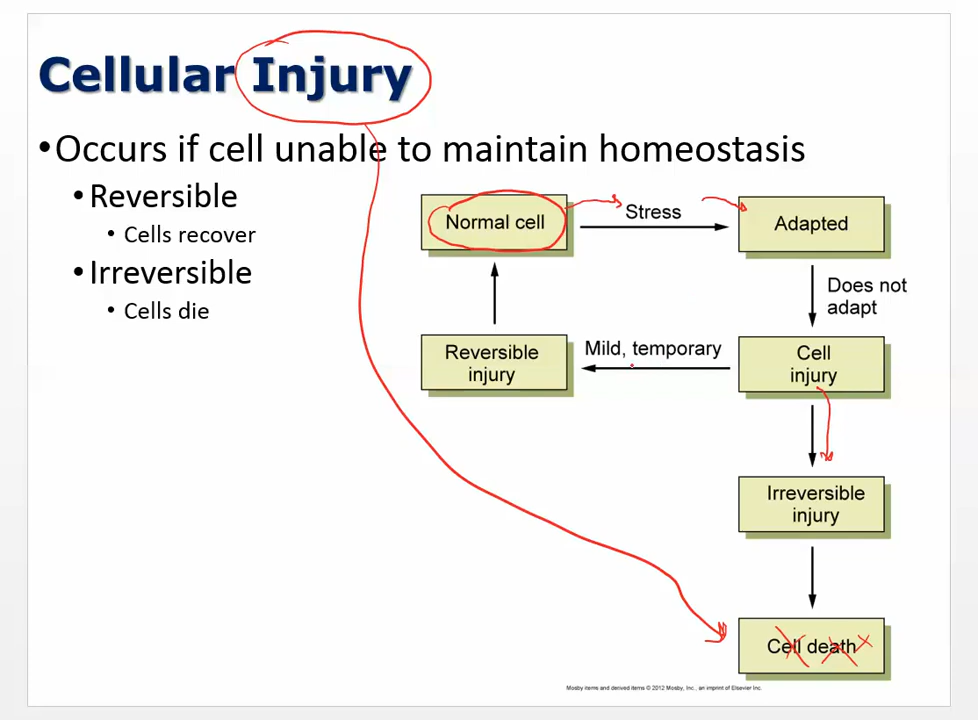 Cellular Injury
•Occurs if cell unable to maintain homeostasis
•Reversible
• Cells recover
•Irreversible
• Cells die
Normal cell
Stress
Adapted
Does not
adapt
Reversible
injury
Mild, temporary
Cell
injury
Irreversible
injury
Cell death
Mosby items and derived items © 2012 Mosby, Inc., an imprint of Elsevier Inc.